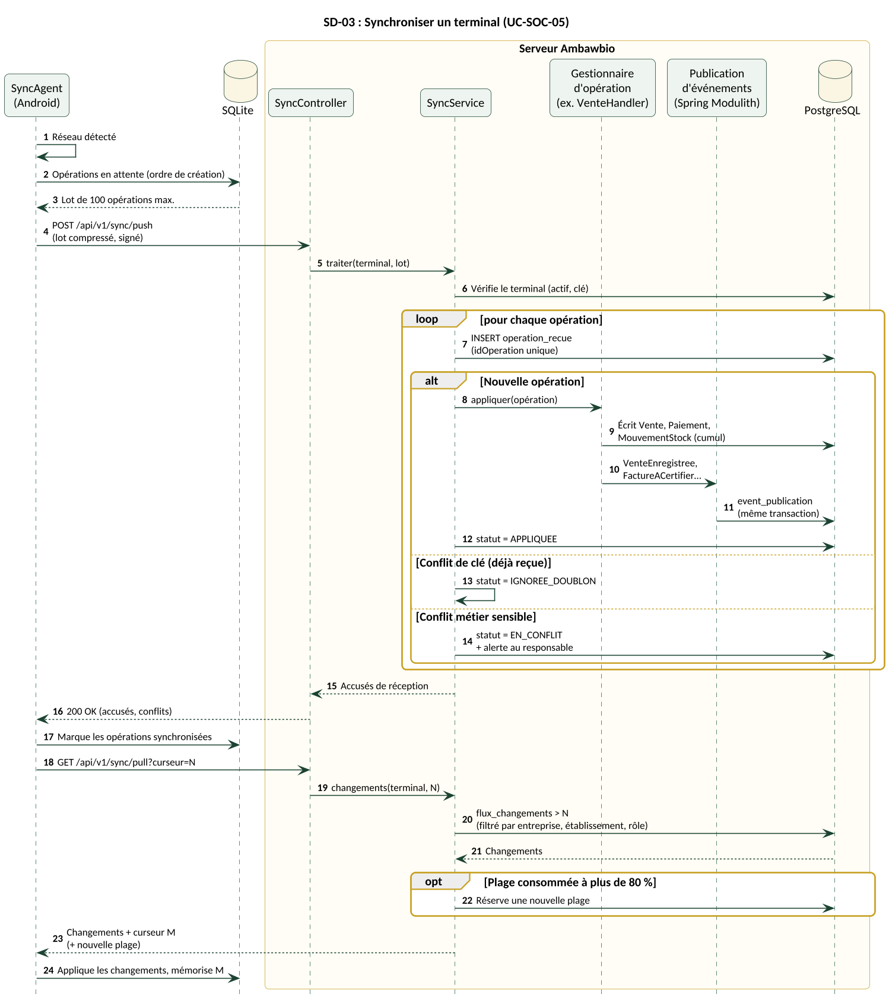 SD-03 : Synchroniser un terminal (UC-SOC-05)
Serveur Ambawbio
SyncAgent
(Android)
SQLite
SyncController
SyncService
Gestionnaire
d'opération
(ex. VenteHandler)
Publication
d'événements
(Spring Modulith)
PostgreSQL
1 Réseau détecté
2 Opérations en attente (ordre de création)
3 Lot de 100 opérations max.
4 POST /api/v1/sync/push
(lot compressé, signé)
5 traiter(terminal, lot)
6 Vérifie le terminal (actif, clé)
loop [pour chaque opération]
7 INSERT operation_recue
(idOperation unique)
alt [Nouvelle opération]
8 appliquer(opération)
9 Écrit Vente, Paiement,
MouvementStock (cumul)
10 VenteEnregistree,
FactureACertifier...
11 event_publication
(même transaction)
12 statut = APPLIQUEE
[Conflit de clé (déjà reçue)]
13 statut = IGNOREE_DOUBLON
[Conflit métier sensible]
14 statut = EN_CONFLIT
+ alerte au responsable
15 Accusés de réception
16 200 OK (accusés, conflits)
17 Marque les opérations synchronisées
18 GET /api/v1/sync/pull?curseur=N
19 changements(terminal, N)
20 flux_changements > N
(filtré par entreprise, établissement, rôle)
21 Changements
opt [Plage consommée à plus de 80 %]
22 Réserve une nouvelle plage
23 Changements + curseur M
(+ nouvelle plage)
24 Applique les changements, mémorise M